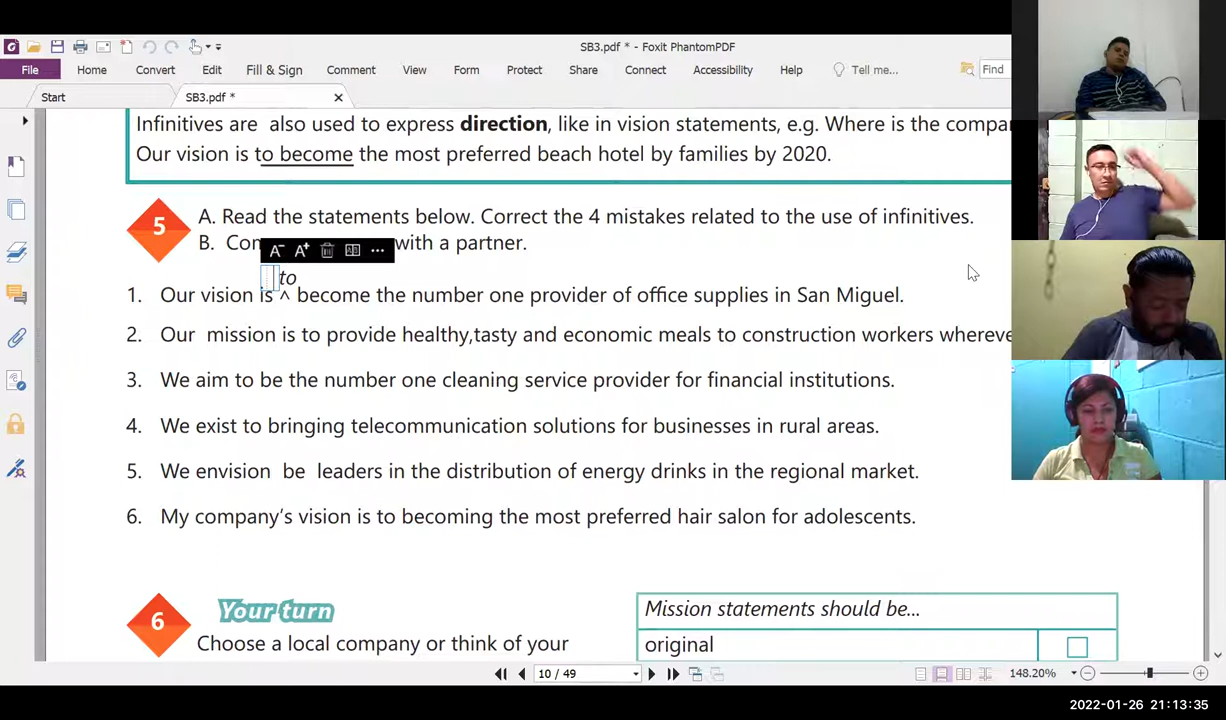 SB3.pdf * - Foxit PhantomPDF
File Home Convert Edit Fill & Sign Comment View Form Protect Share Connect Accessibility Help Tell me... Find
Start SB3.pdf *
Infinitives are also used to express direction, like in vision statements, e.g. Where is the compan
Our vision is to become the most preferred beach hotel by families by 2020.
5
A. Read the statements below. Correct the 4 mistakes related to the use of infinitives.
B. Com with a partner.
to
1. Our vision is ^ become the number one provider of office supplies in San Miguel.
2. Our mission is to provide healthy,tasty and economic meals to construction workers whereve
3. We aim to be the number one cleaning service provider for financial institutions.
4. We exist to bringing telecommunication solutions for businesses in rural areas.
5. We envision be leaders in the distribution of energy drinks in the regional market.
6. My company's vision is to becoming the most preferred hair salon for adolescents.
6
Your turn
Choose a local company or think of your
Mission statements should be...
original
10 / 49
148.20%
2022-01-26 21:13:35